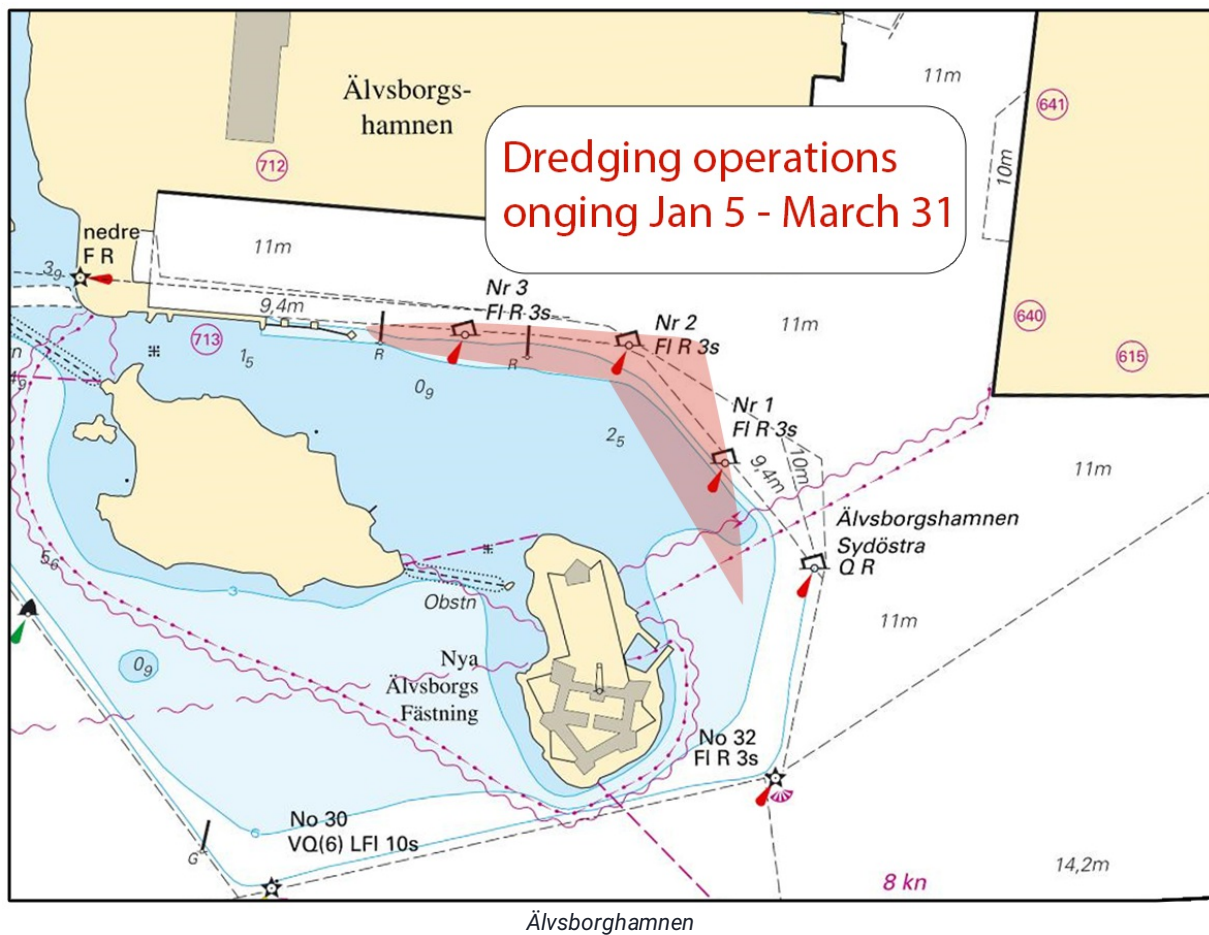 Älvsborgs-
hamnen
11m
641
Dredging operations
onging Jan 5 - March 31
10m
712
nedre
F R
11m
3₉
9,4m
Nr 3
Fl R 3s
Nr 2
Fl R 3s
11m
640
615
713
R
R
1₅
0₉
n
4₉
Nr 1
Fl R 3s
2₅
9,4m
10m
11m
Älvsborgshamnen
Sydöstra
Q R
5₆
3
Obstn
11m
0₉
Nya
Älvsborgs
Fästning
No 32
Fl R 3s
No 30
VQ(6) LFl 10s
6
G
8 kn
14,2m
Älvsborghamnen